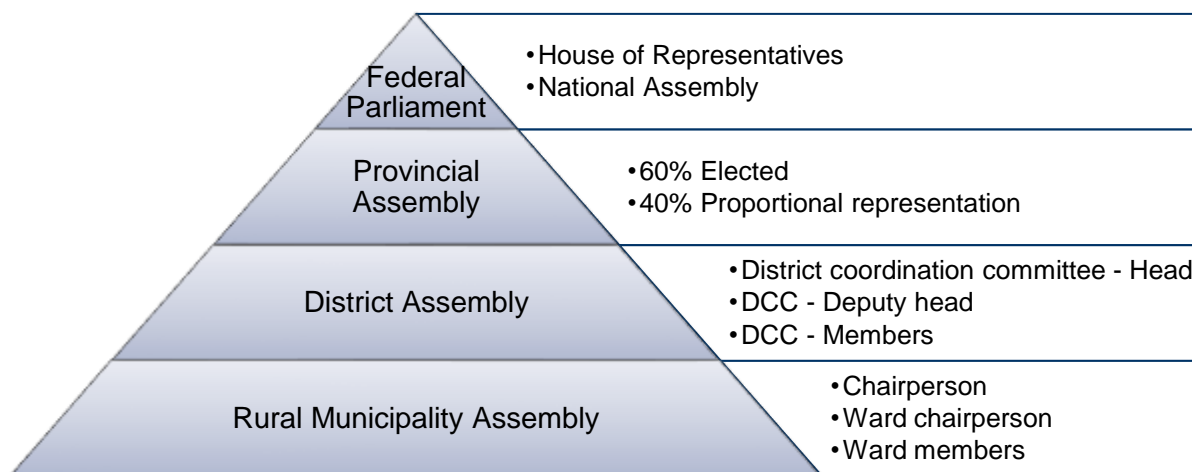 Federal
Parliament
•House of Representatives
•National Assembly
Provincial
Assembly
•60% Elected
•40% Proportional representation
District Assembly
•District coordination committee - Head
•DCC - Deputy head
•DCC - Members
Rural Municipality Assembly
•Chairperson
•Ward chairperson
•Ward members